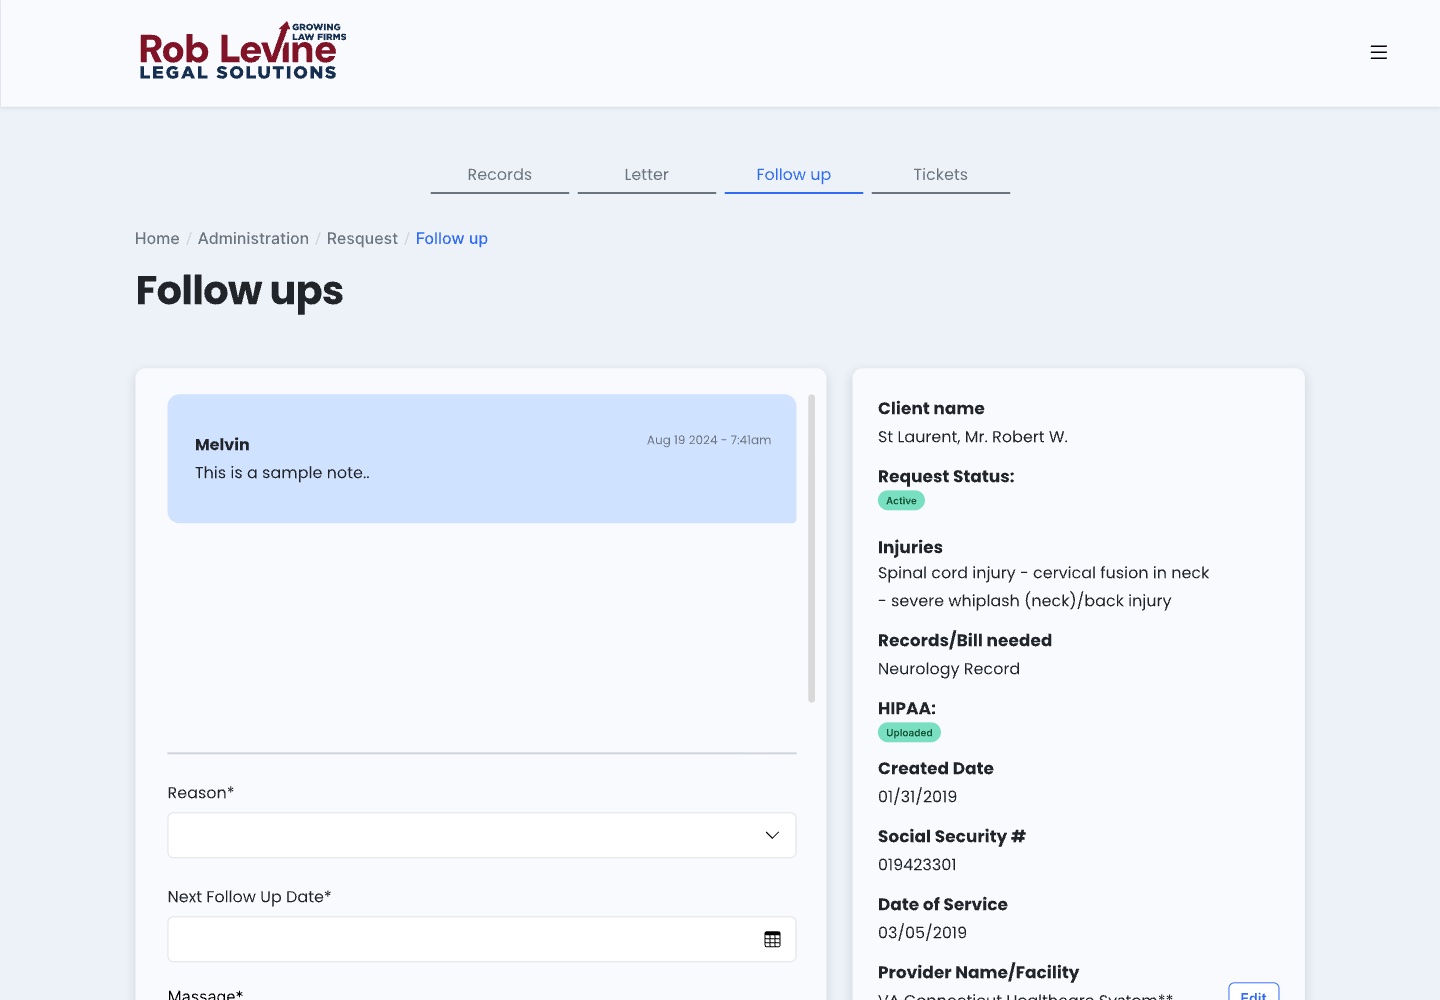 GROWING
LAW FIRMS
Rob Levine
LEGAL SOLUTIONS
Records
Letter
Follow up
Tickets
Home / Administration / Resquest / Follow up
Follow ups
Melvin
Aug 19 2024 - 7:41am
This is a sample note..
Reason*
Next Follow Up Date*
Massage*
Client name
St Laurent, Mr. Robert W.
Request Status:
Active
Injuries
Spinal cord injury - cervical fusion in neck
- severe whiplash (neck)/back injury
Records/Bill needed
Neurology Record
HIPAA:
Uploaded
Created Date
01/31/2019
Social Security #
019423301
Date of Service
03/05/2019
Provider Name/Facility
VA Connecticut Healthcare System**
Edit